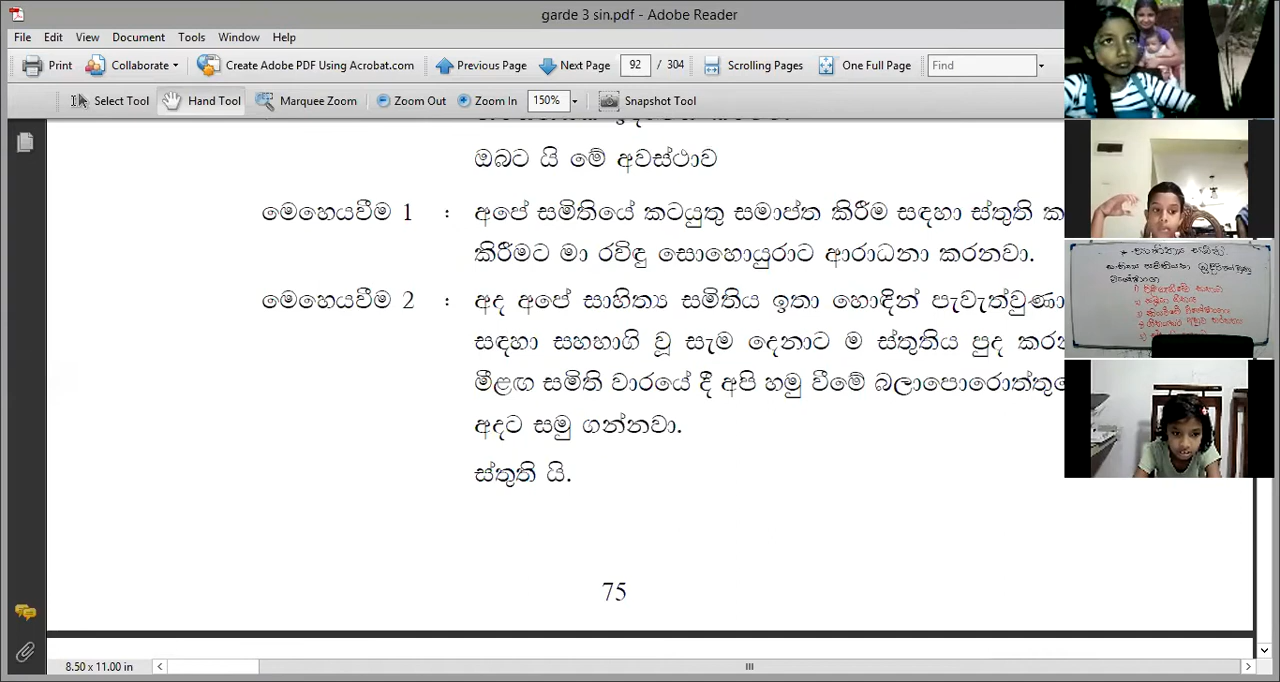 garde 3 sin.pdf - Adobe Reader
File Edit View Document Tools Window Help
Print Collaborate Create Adobe PDF Using Acrobat.com Previous Page Next Page 92 / 304 Scrolling Pages One Full Page Find
Select Tool Hand Tool Marquee Zoom Zoom Out Zoom In 150% Snapshot Tool
ඔබට යි මේ අවස්ථාව
මෙහෙයවීම 1 : අපේ සමිතියේ කටයුතු සමාප්ත කිරීම සඳහා ස්තුති ක
කිරීමට මා රවිඳු සොහොයුරාට ආරාධනා කරනවා.
මෙහෙයවීම 2 : අද අපේ සාහිත්‍ය සමිතිය ඉතා හොඳින් පැවැත්වුණා
සඳහා සහභාගි වූ සැම දෙනාට ම ස්තුතිය පුද කරන
මීළඟ සමිති වාරයේ දී අපි හමු වීමේ බලාපොරොත්තුවෙ
අදට සමු ගන්නවා.
ස්තුති යි.
75
8.50 x 11.00 in